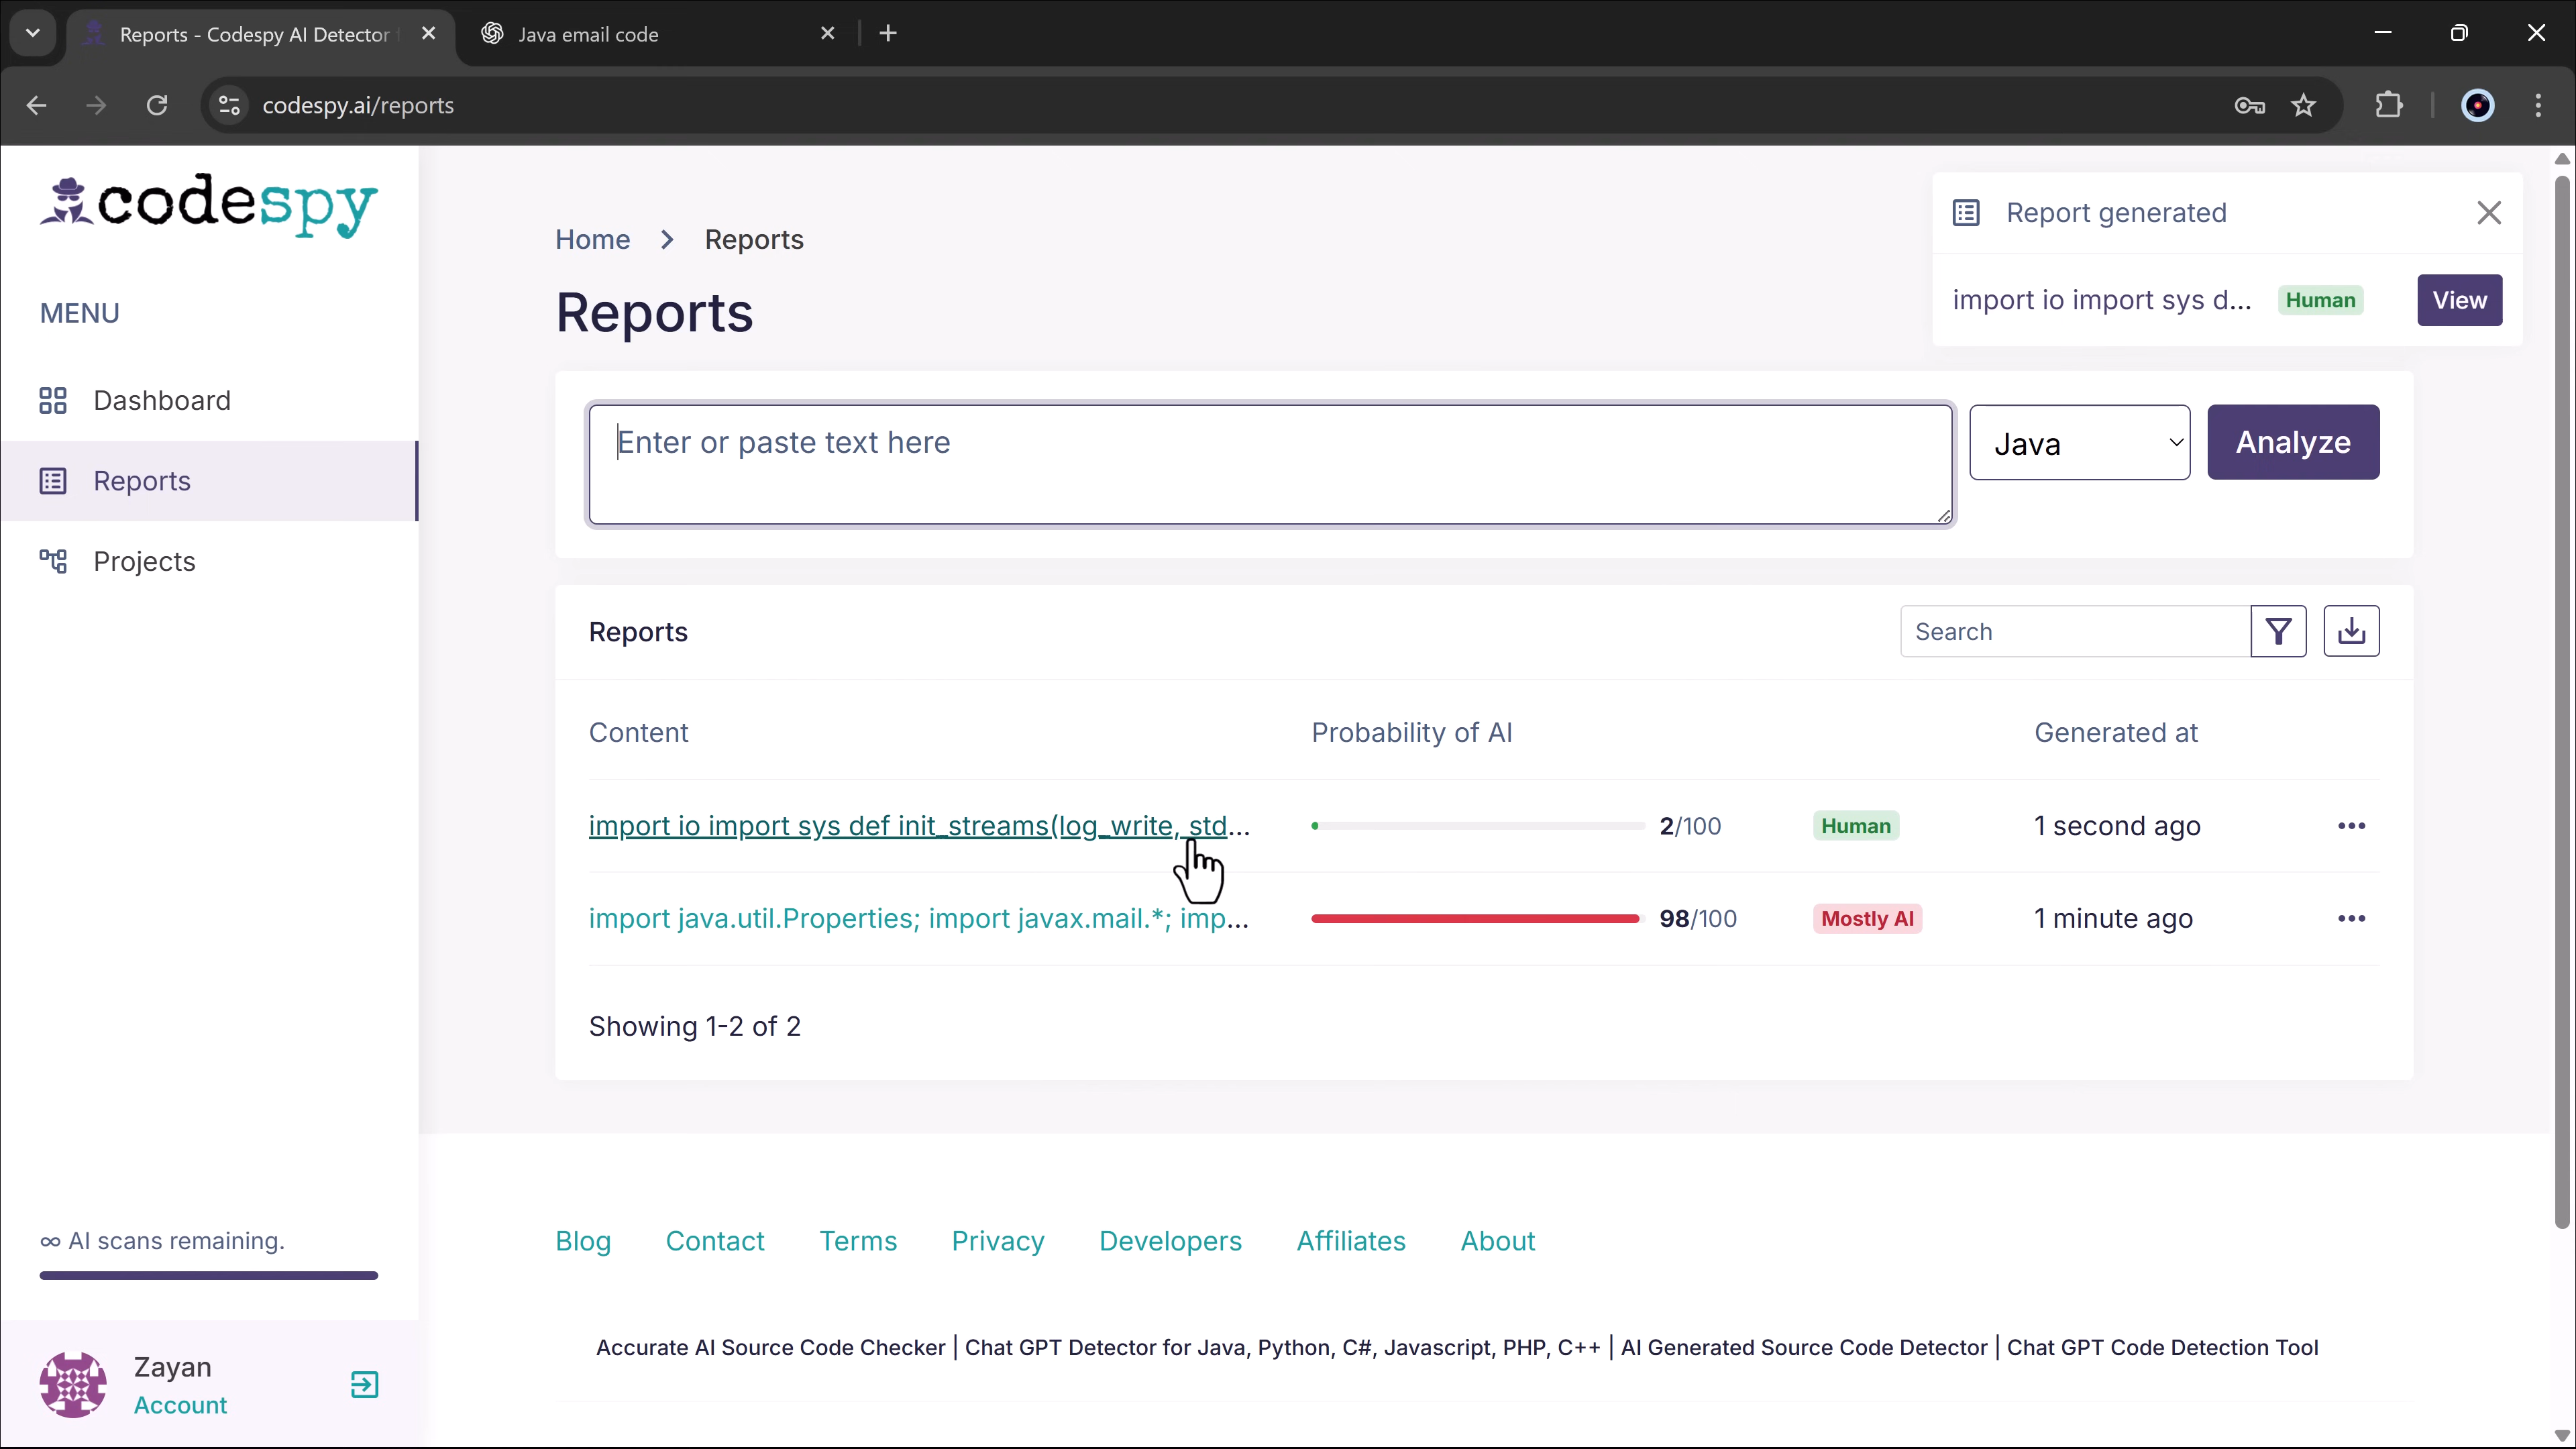 Reports - Codespy AI Detector
Java email code
codespy.ai/reports
codespy
MENU
Dashboard
Reports
Projects
∞ AI scans remaining.
Zayan
Account
Home > Reports
Reports
Report generated
import io import sys d...
Human
View
Enter or paste text here
Java
Analyze
Reports
Search
Content
Probability of AI
Generated at
import io import sys def init_streams(log_write, std...
2/100
Human
1 second ago
import java.util.Properties; import javax.mail.*; imp...
98/100
Mostly AI
1 minute ago
Showing 1-2 of 2
Blog
Contact
Terms
Privacy
Developers
Affiliates
About
Accurate AI Source Code Checker | Chat GPT Detector for Java, Python, C#, Javascript, PHP, C++ | AI Generated Source Code Detector | Chat GPT Code Detection Tool